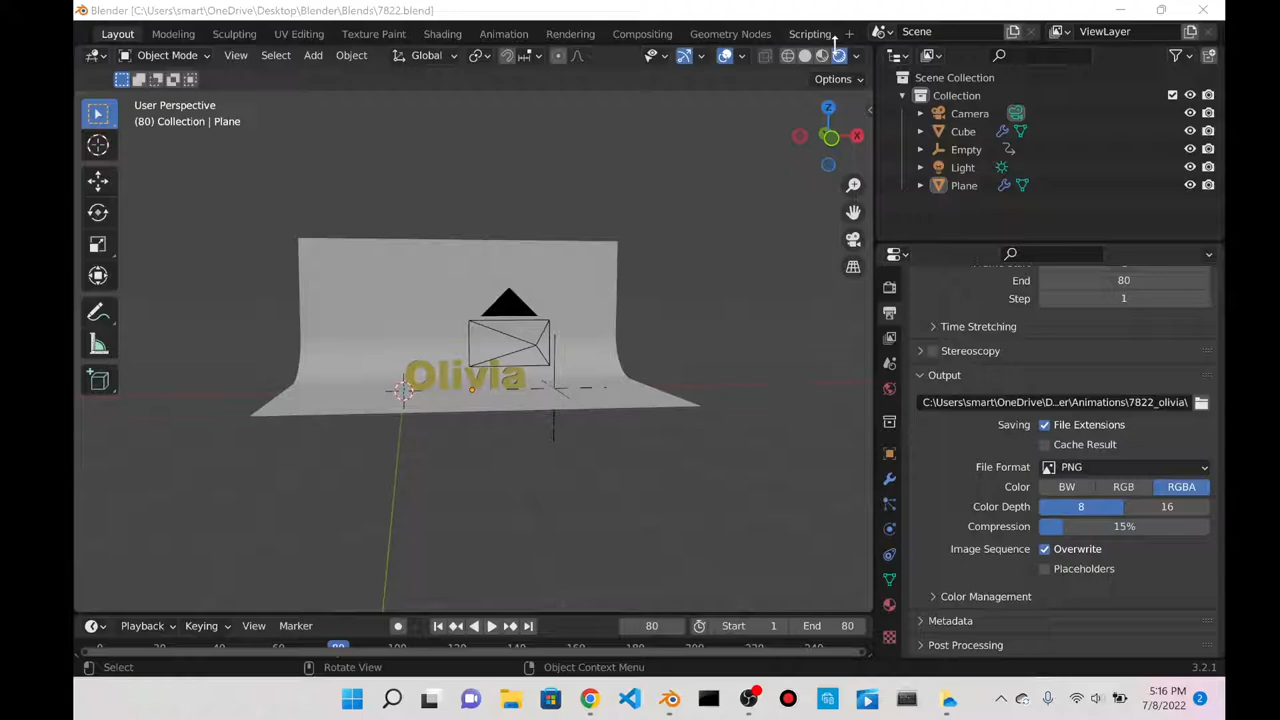 Blender [C:\Users\smart\OneDrive\Desktop\Blender\Blends\7822.blend]
Layout Modeling Sculpting UV Editing Texture Paint Shading Animation Rendering Compositing Geometry Nodes Scripting Scene ViewLayer
Object Mode View Select Add Object Global
Options
User Perspective
(80) Collection | Plane
Z
X
Olivia
Scene Collection
Collection
Camera
Cube
Empty
Light
Plane
End 80
Step 1
Time Stretching
Stereoscopy
Output
C:\Users\smart\OneDrive\D...er\Animations\7822_olivia\
Saving File Extensions
Cache Result
File Format PNG
Color BW RGB RGBA
Color Depth 8 16
Compression 15%
Image Sequence Overwrite
Placeholders
Color Management
Metadata
Post Processing
Playback Keying View Marker 80 Start 1 End 80
Select Rotate View Object Context Menu 3.2.1
5:16 PM
7/8/2022 2